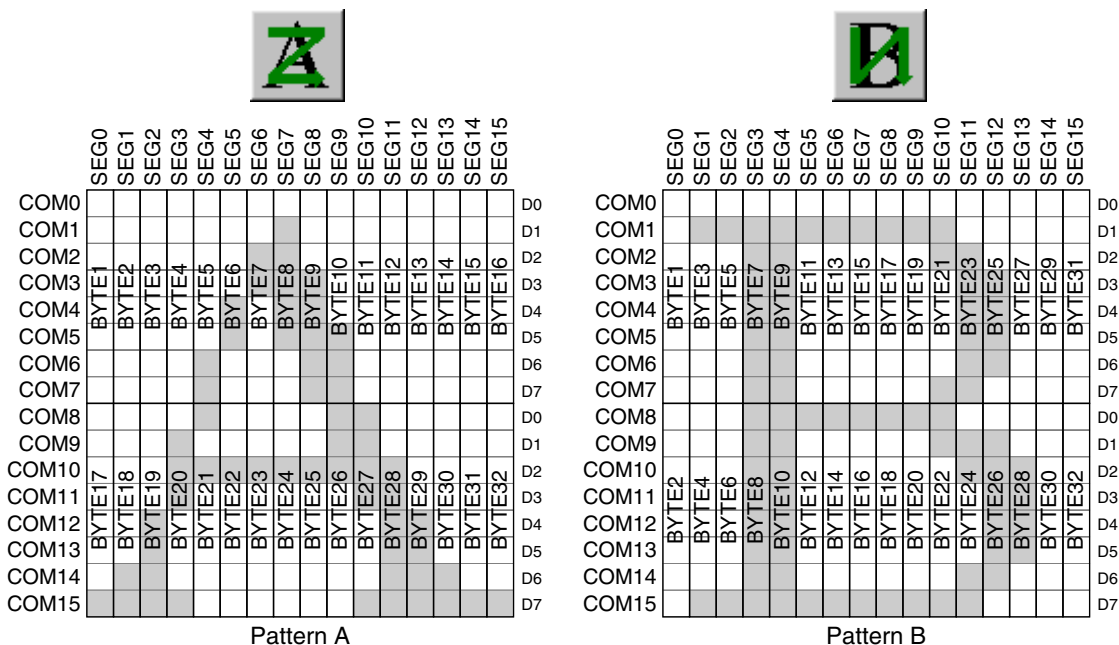 A
B
SEG0 SEG1 SEG2 SEG3 SEG4 SEG5 SEG6 SEG7 SEG8 SEG9 SEG10 SEG11 SEG12 SEG13 SEG14 SEG15
COM0 D0
COM1 D1
COM2 D2
COM3 D3
COM4 D4
COM5 D5
COM6 D6
COM7 D7
BYTE1 BYTE2 BYTE3 BYTE4 BYTE5 BYTE6 BYTE7 BYTE8 BYTE9 BYTE10 BYTE11 BYTE12 BYTE13 BYTE14 BYTE15 BYTE16
COM8 D0
COM9 D1
COM10 D2
COM11 D3
COM12 D4
COM13 D5
COM14 D6
COM15 D7
BYTE17 BYTE18 BYTE19 BYTE20 BYTE21 BYTE22 BYTE23 BYTE24 BYTE25 BYTE26 BYTE27 BYTE28 BYTE29 BYTE30 BYTE31 BYTE32
Pattern A
SEG0 SEG1 SEG2 SEG3 SEG4 SEG5 SEG6 SEG7 SEG8 SEG9 SEG10 SEG11 SEG12 SEG13 SEG14 SEG15
COM0 D0
COM1 D1
COM2 D2
COM3 D3
COM4 D4
COM5 D5
COM6 D6
COM7 D7
BYTE1 BYTE3 BYTE5 BYTE7 BYTE9 BYTE11 BYTE13 BYTE15 BYTE17 BYTE19 BYTE21 BYTE23 BYTE25 BYTE27 BYTE29 BYTE31
COM8 D0
COM9 D1
COM10 D2
COM11 D3
COM12 D4
COM13 D5
COM14 D6
COM15 D7
BYTE2 BYTE4 BYTE6 BYTE8 BYTE10 BYTE12 BYTE14 BYTE16 BYTE18 BYTE20 BYTE22 BYTE24 BYTE26 BYTE28 BYTE30 BYTE32
Pattern B